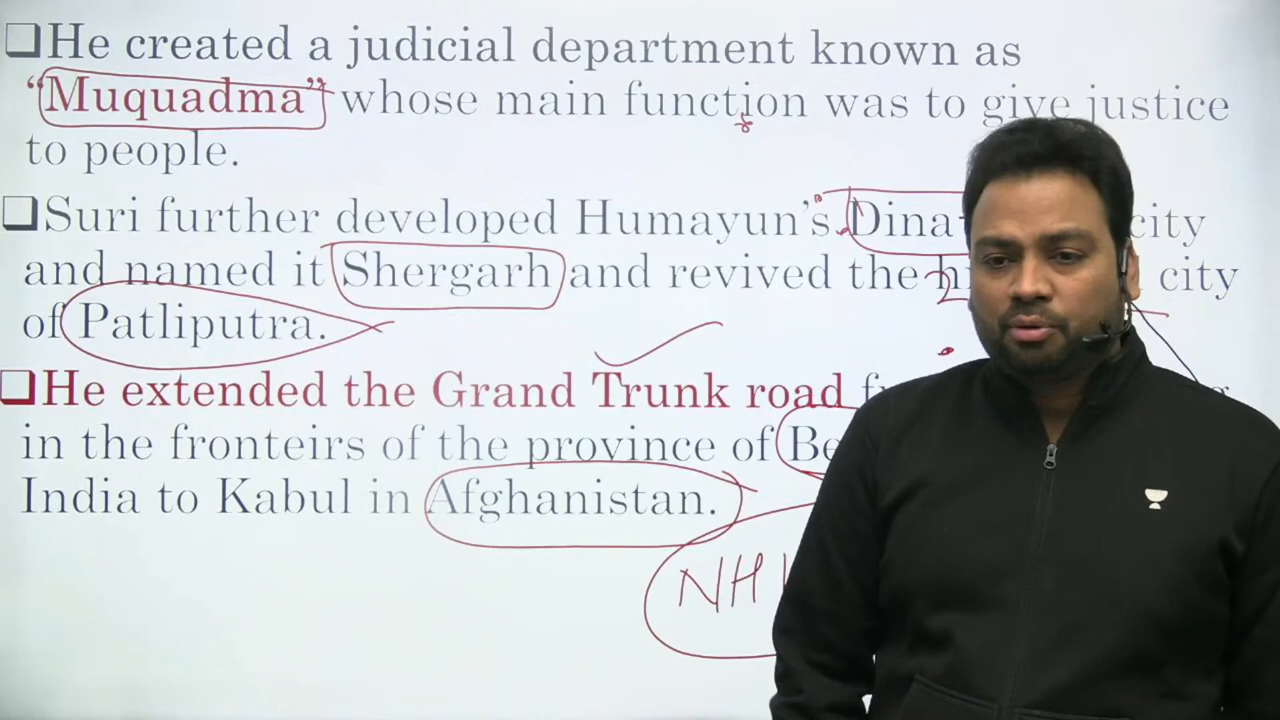 ❑He created a judicial department known as
“Muquadma” whose main function was to give justice
to people.
❑Suri further developed Humayun’s city
and named it Shergarh and revived the city
of Patliputra.
❑He extended the Grand Trunk road
in the fronteirs of the province of
India to Kabul in Afghanistan.
NH